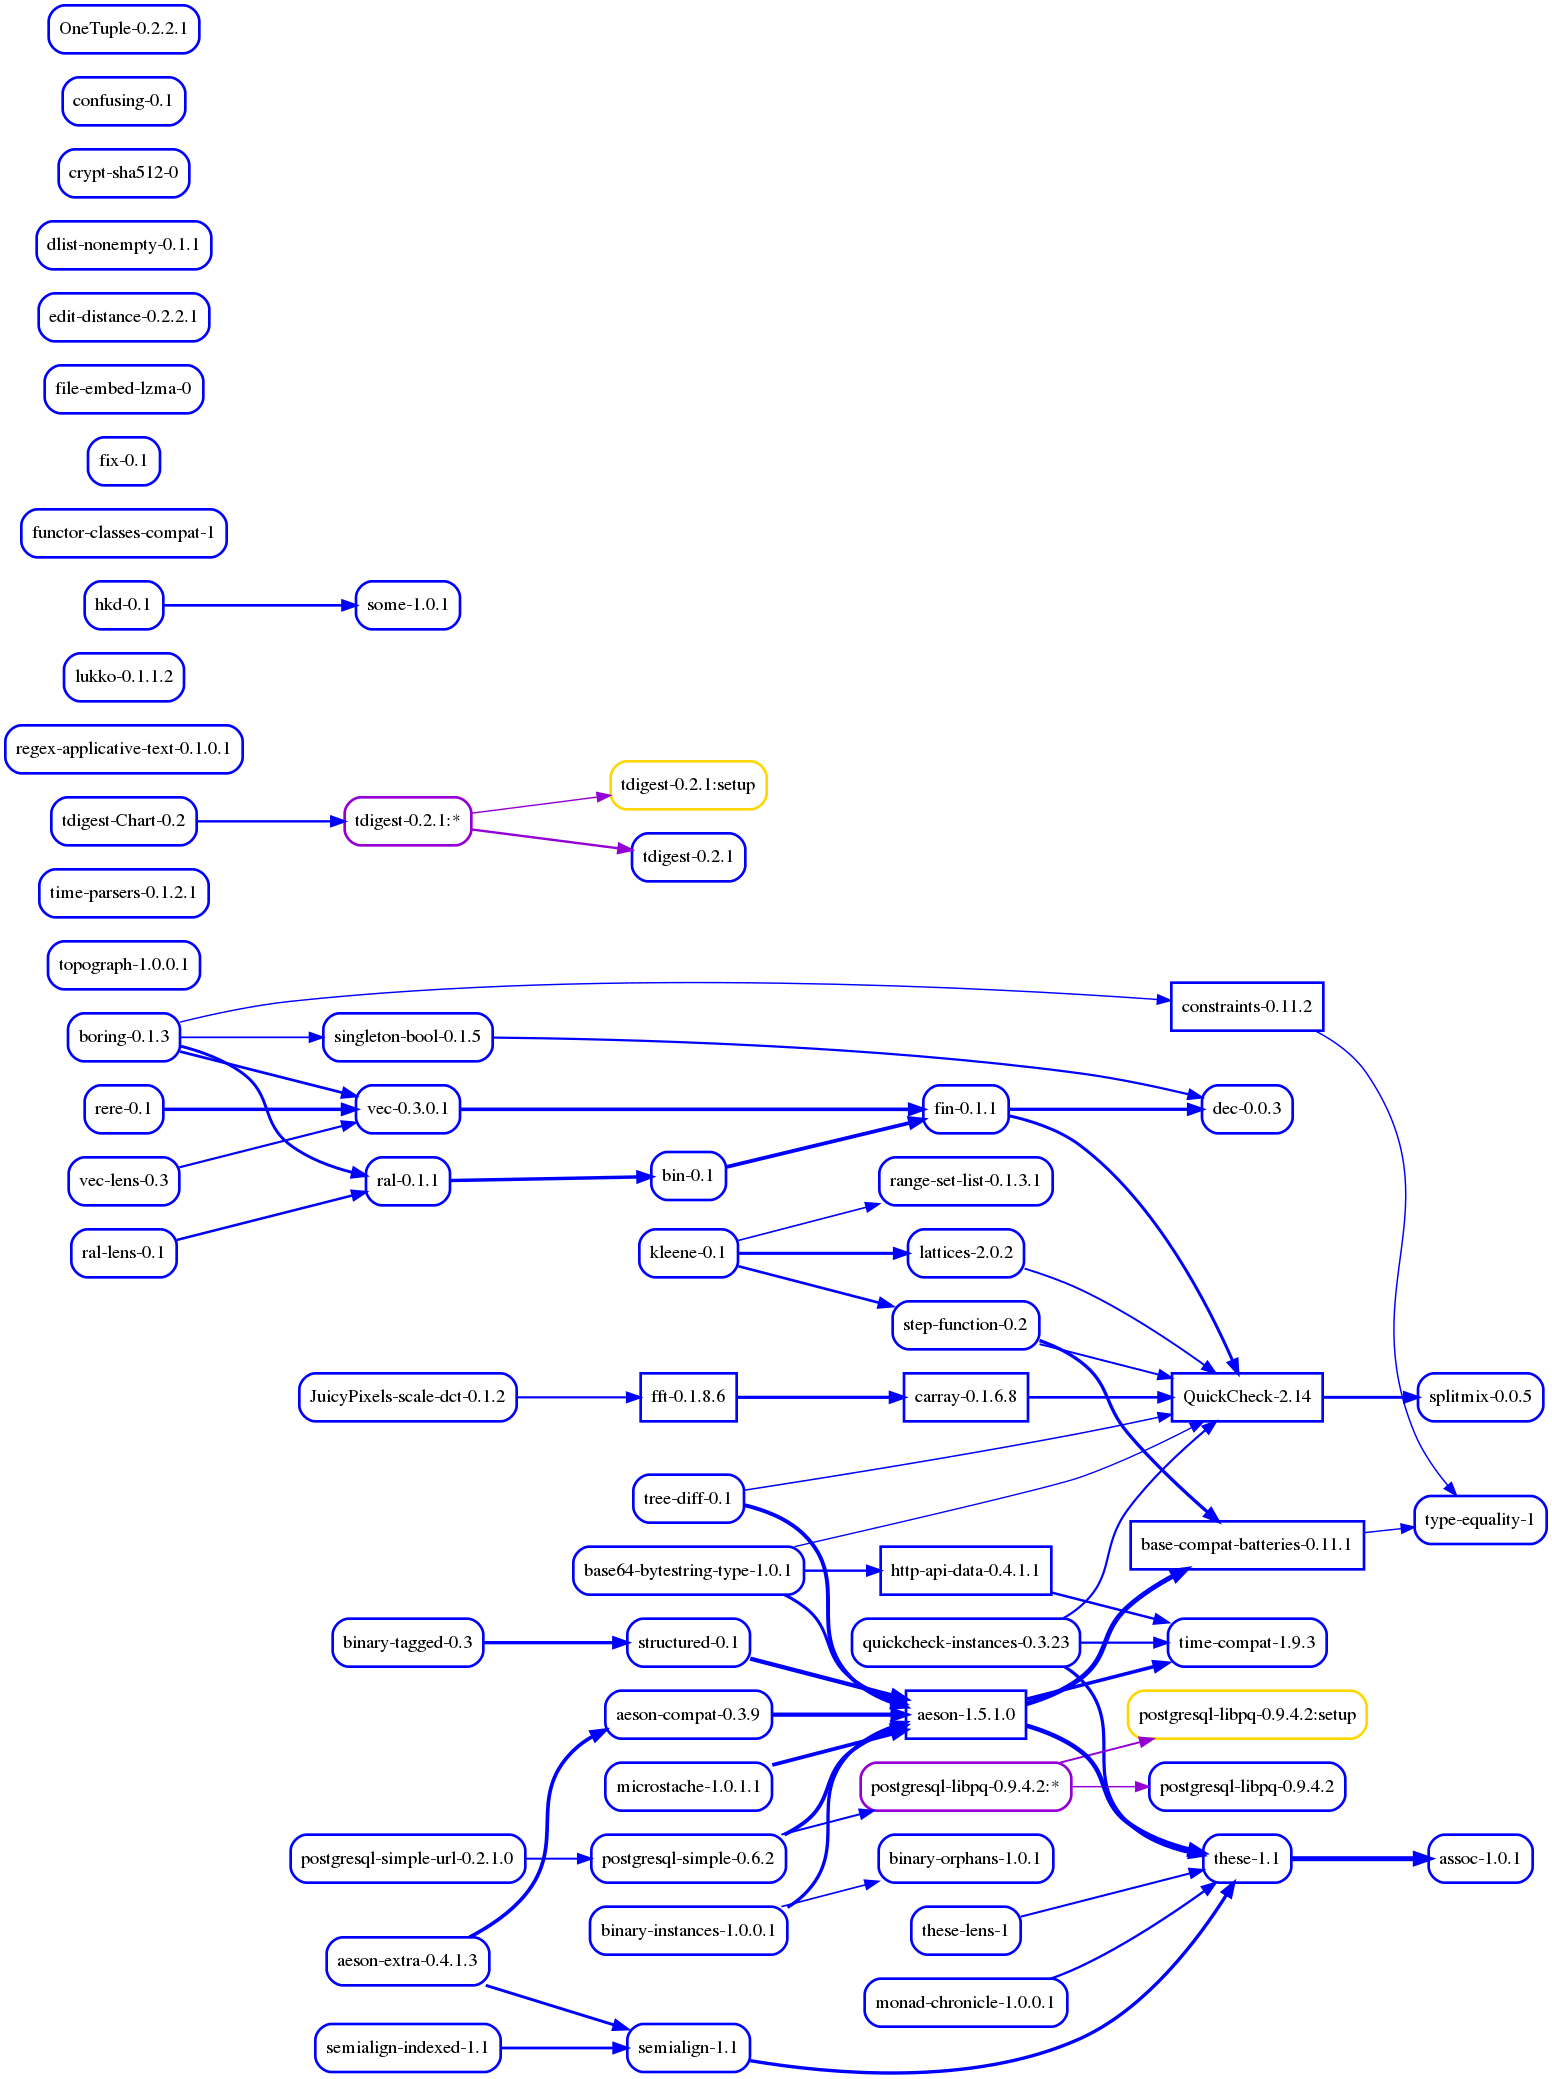 OneTuple-0.2.2.1
confusing-0.1
crypt-sha512-0
dlist-nonempty-0.1.1
edit-distance-0.2.2.1
file-embed-lzma-0
fix-0.1
functor-classes-compat-1
hkd-0.1
some-1.0.1
lukko-0.1.1.2
regex-applicative-text-0.1.0.1
tdigest-0.2.1:setup
tdigest-Chart-0.2
tdigest-0.2.1:*
tdigest-0.2.1
time-parsers-0.1.2.1
topograph-1.0.0.1
constraints-0.11.2
boring-0.1.3
singleton-bool-0.1.5
rere-0.1
vec-0.3.0.1
fin-0.1.1
dec-0.0.3
vec-lens-0.3
ral-0.1.1
bin-0.1
range-set-list-0.1.3.1
ral-lens-0.1
kleene-0.1
lattices-2.0.2
step-function-0.2
JuicyPixels-scale-dct-0.1.2
fft-0.1.8.6
carray-0.1.6.8
QuickCheck-2.14
splitmix-0.0.5
tree-diff-0.1
type-equality-1
base-compat-batteries-0.11.1
base64-bytestring-type-1.0.1
http-api-data-0.4.1.1
binary-tagged-0.3
structured-0.1
quickcheck-instances-0.3.23
time-compat-1.9.3
aeson-compat-0.3.9
aeson-1.5.1.0
postgresql-libpq-0.9.4.2:setup
microstache-1.0.1.1
postgresql-libpq-0.9.4.2:*
postgresql-libpq-0.9.4.2
postgresql-simple-url-0.2.1.0
postgresql-simple-0.6.2
binary-orphans-1.0.1
these-1.1
assoc-1.0.1
binary-instances-1.0.0.1
these-lens-1
aeson-extra-0.4.1.3
monad-chronicle-1.0.0.1
semialign-indexed-1.1
semialign-1.1